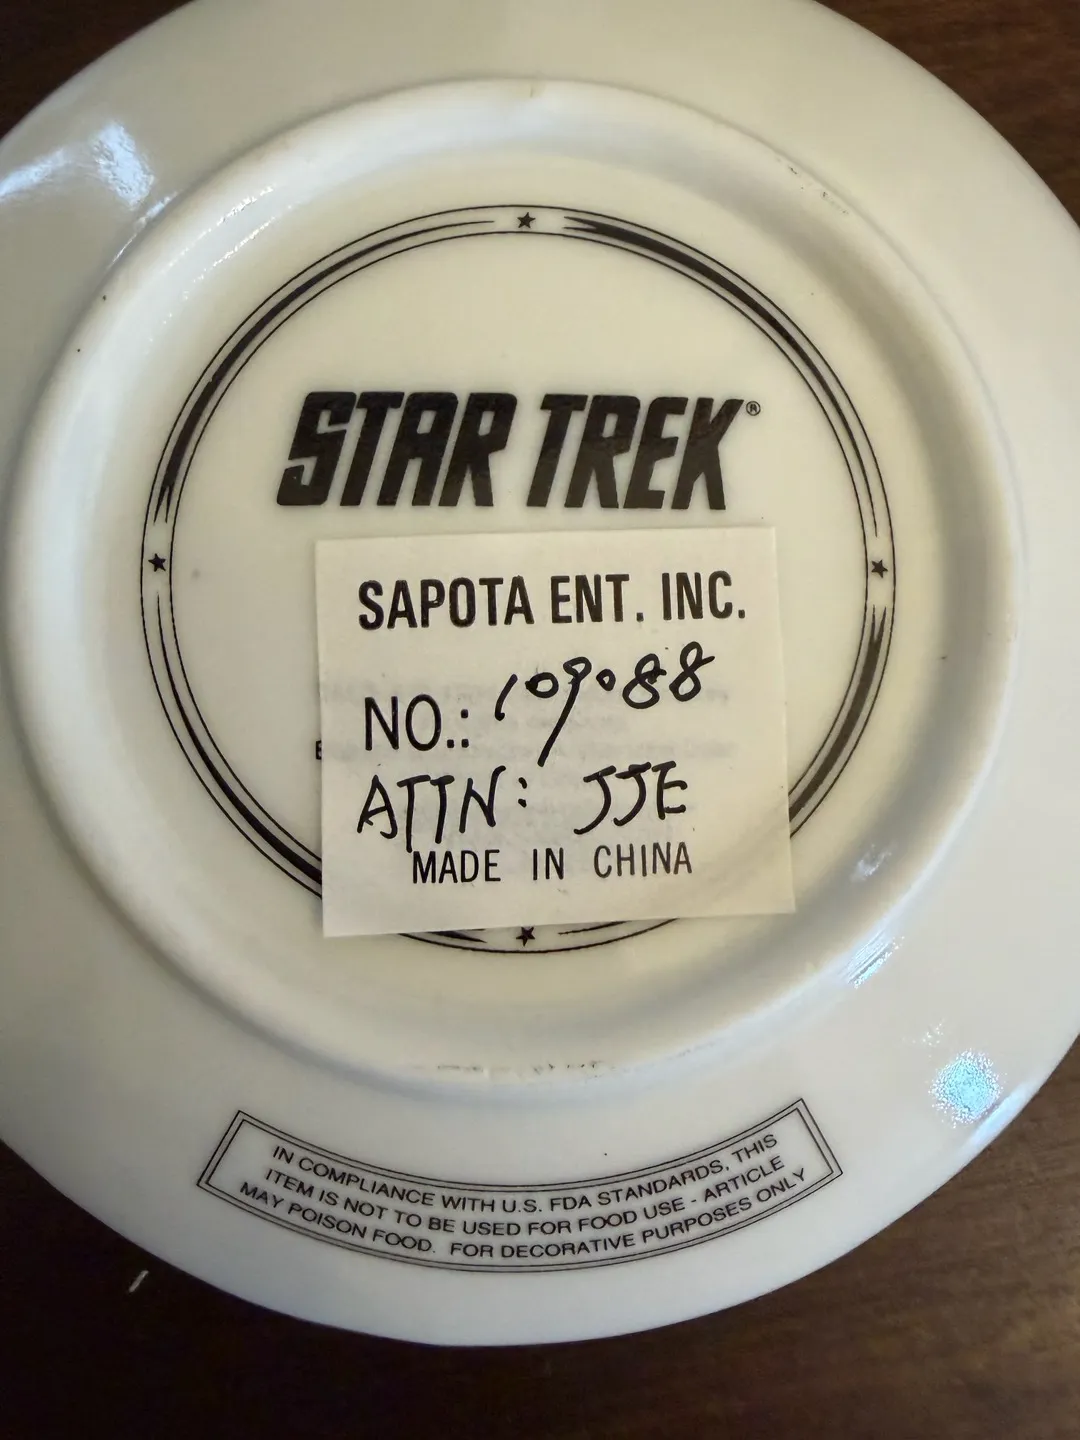 STAR TREK®
SAPOTA ENT. INC.
NO.: 109088
ATTN: JJE
MADE IN CHINA
IN COMPLIANCE WITH U.S. FDA STANDARDS, THIS
ITEM IS NOT TO BE USED FOR FOOD USE - ARTICLE
MAY POISON FOOD. FOR DECORATIVE PURPOSES ONLY